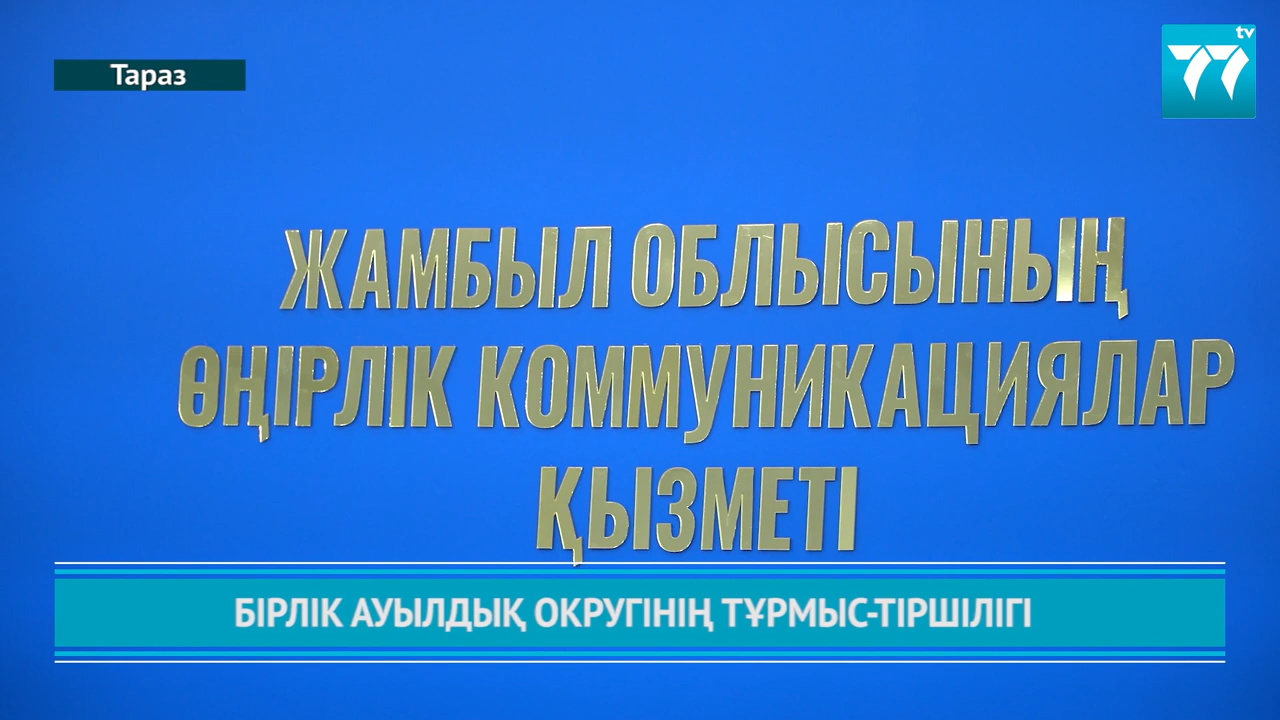 Тараз
tv
77
ЖАМБЫЛ ОБЛЫСЫНЫҢ
ӨҢІРЛІК КОММУНИКАЦИЯЛАР
ҚЫЗМЕТІ
БІРЛІК АУЫЛДЫҚ ОКРУГІНІҢ ТҰРМЫС-ТІРШІЛІГІ